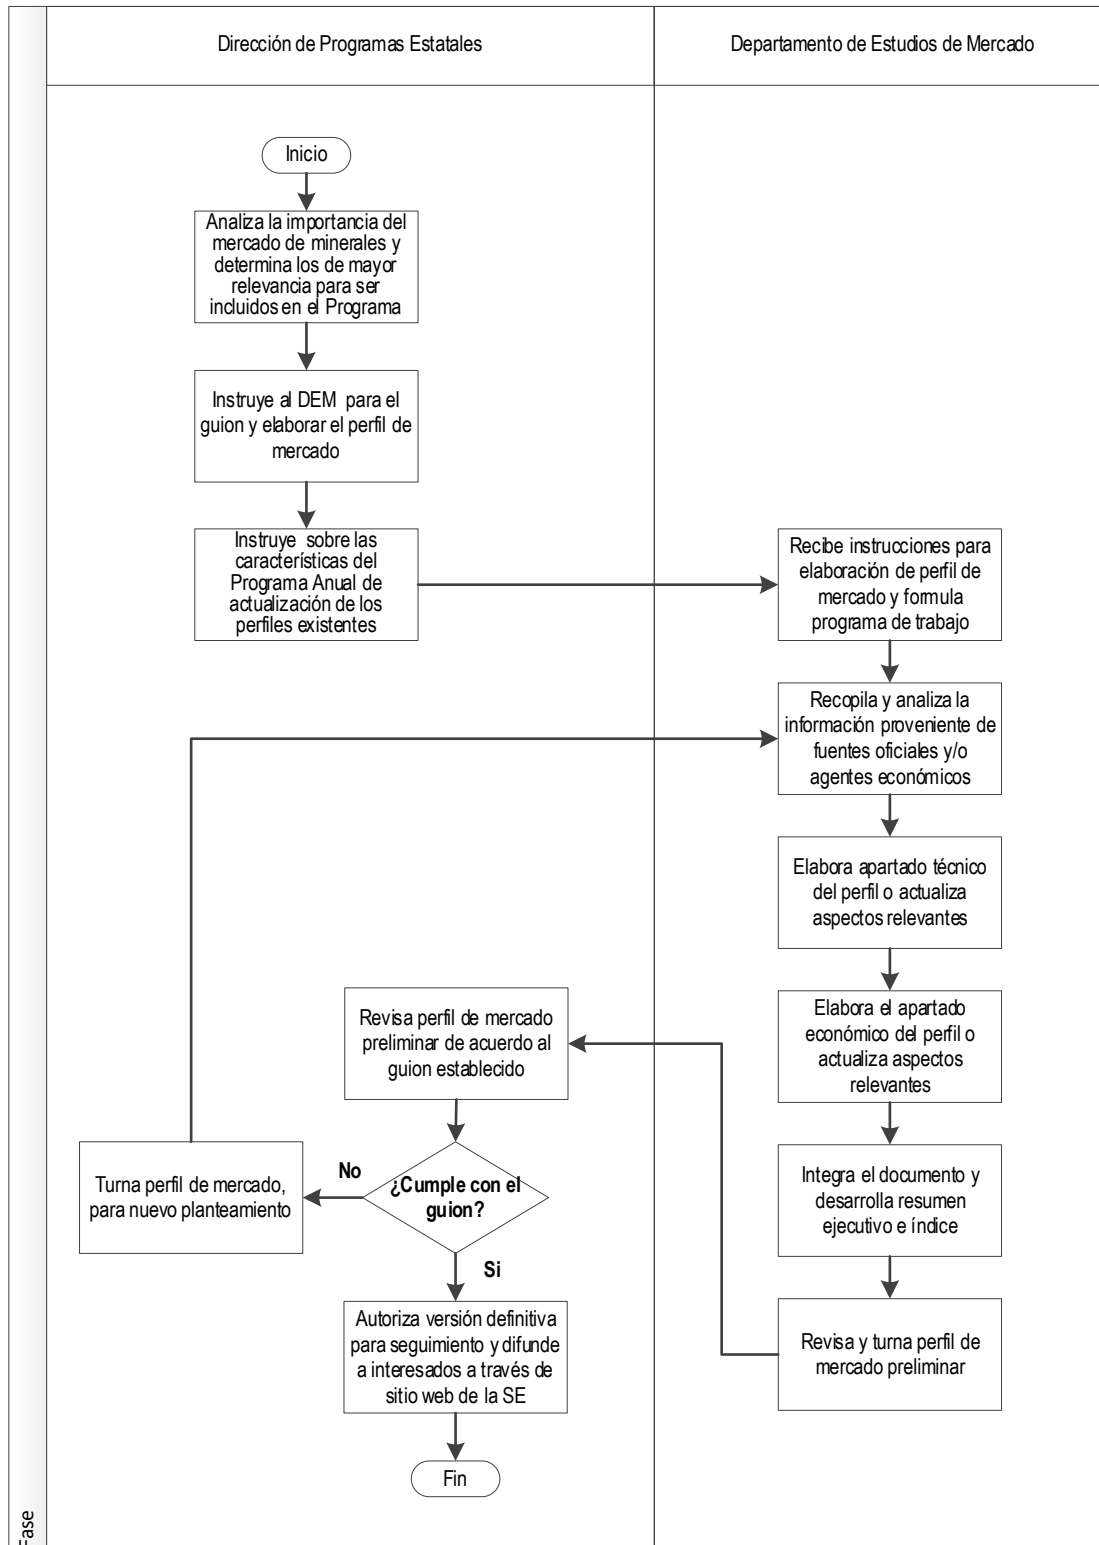 Dirección de Programas Estatales
Departamento de Estudios de Mercado
Inicio
Analiza la importancia del
mercado de minerales y
determina los de mayor
relevancia para ser
incluidos en el Programa
Instruye al DEM para el
guion y elaborar el perfil de
mercado
Instruye sobre las
características del
Programa Anual de
actualización de los
perfiles existentes
Recibe instrucciones para
elaboración de perfil de
mercado y formula
programa de trabajo
Recopila y analiza la
información proveniente de
fuentes oficiales y/o
agentes económicos
Elabora apartado técnico
del perfil o actualiza
aspectos relevantes
Elabora el apartado
económico del perfil o
actualiza aspectos
relevantes
Integra el documento y
desarrolla resumen
ejecutivo e índice
Revisa y turna perfil de
mercado preliminar
Revisa perfil de mercado
preliminar de acuerdo al
guion establecido
¿Cumple con el
guion?
No
Turna perfil de mercado,
para nuevo planteamiento
Si
Autoriza versión definitiva
para seguimiento y difunde
a interesados a través de
sitio web de la SE
Fin
Fase